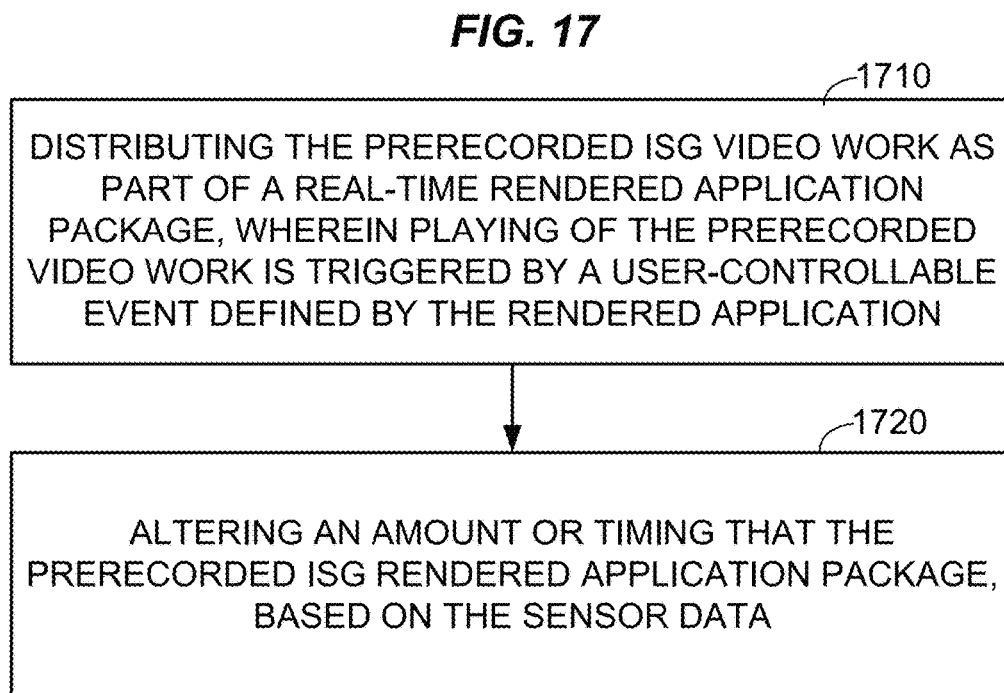 FIG. 17
1710
DISTRIBUTING THE PRERECORDED ISG VIDEO WORK AS
PART OF A REAL-TIME RENDERED APPLICATION
PACKAGE, WHEREIN PLAYING OF THE PRERECORDED
VIDEO WORK IS TRIGGERED BY A USER-CONTROLLABLE
EVENT DEFINED BY THE RENDERED APPLICATION
1720
ALTERING AN AMOUNT OR TIMING THAT THE
PRERECORDED ISG RENDERED APPLICATION PACKAGE,
BASED ON THE SENSOR DATA